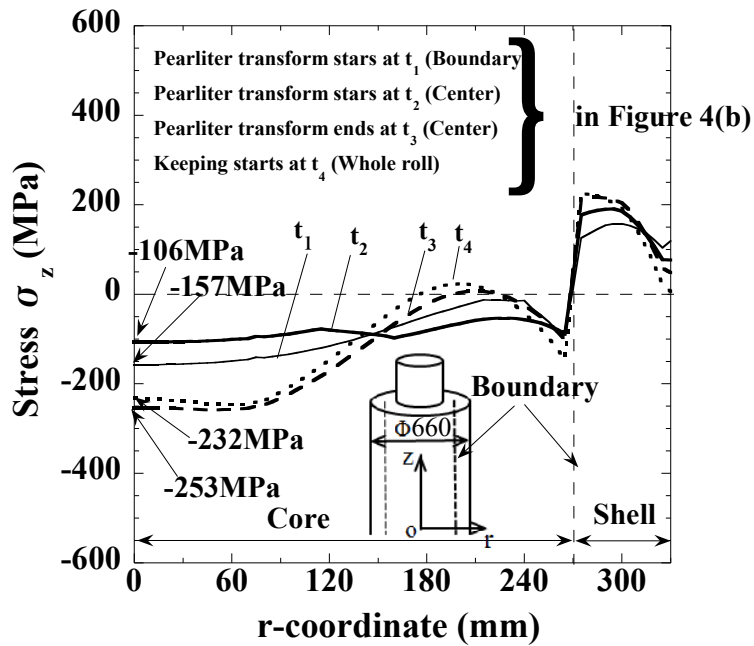 600
400
200
0
-200
-400
-600
Stress σz (MPa)
Pearliter transform stars at t1 (Boundary
Pearliter transform stars at t2 (Center)
Pearliter transform ends at t3 (Center)
Keeping starts at t4 (Whole roll)
}
in Figure 4(b)
t1
t2
t3
t4
-106MPa
-157MPa
-232MPa
-253MPa
Boundary
Φ660
z
o
r
Core
Shell
0
60
120
180
240
300
r-coordinate (mm)